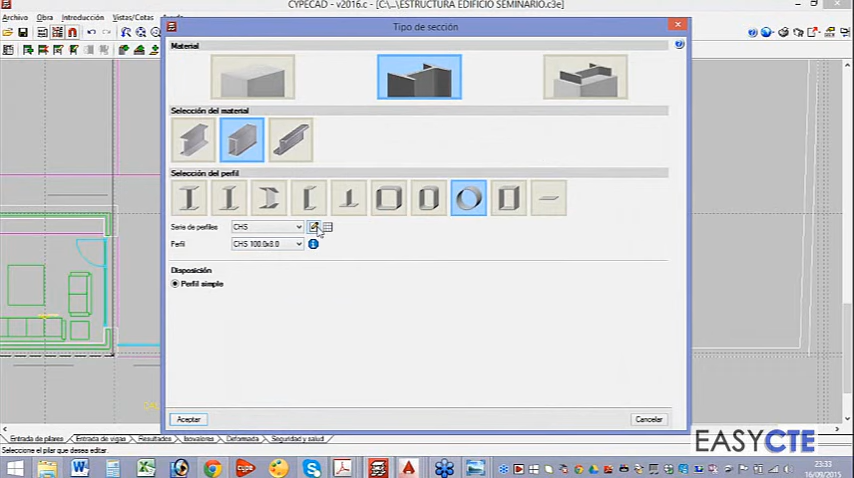 CYPECAD - v2016.c - [C:\...\ESTRUCTURA EDIFICIO SEMINARIO.c3e]
Archivo Obra Introducción Vistas/Cotas Ayuda
Tipo de sección
Material
Selección del material
Selección del perfil
Serie de perfiles CHS
Perfil CHS 100.0x8.0
Disposición
Perfil simple
Aceptar Cancelar
EASYCTE
Entrada de pilares Entrada de vigas Resultados Isovalores Deformada Seguridad y salud
Seleccione el pilar que desea editar.
23:33
16/09/2015